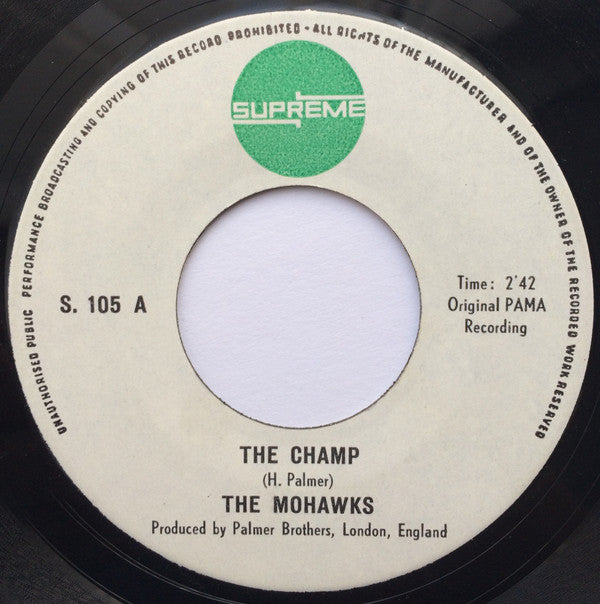 UNAUTHORISED PUBLIC PERFORMANCE BROADCASTING AND COPYING OF THIS RECORD PROHIBITED - ALL RIGHTS OF THE MANUFACTURER AND OF THE OWNER OF THE RECORDED WORK RESERVED
SUPREME
S. 105 A
Time: 2'42
Original PAMA
Recording
THE CHAMP
(H. Palmer)
THE MOHAWKS
Produced by Palmer Brothers, London, England